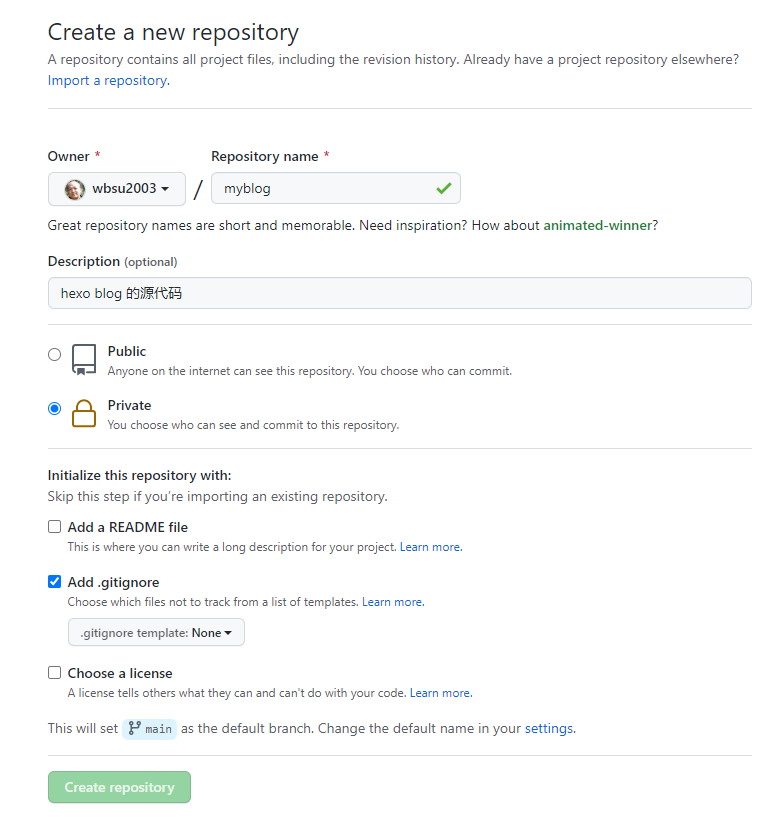 Create a new repository
A repository contains all project files, including the revision history. Already have a project repository elsewhere?
Import a repository.
Owner * Repository name *
wbsu2003 / myblog
Great repository names are short and memorable. Need inspiration? How about animated-winner?
Description (optional)
hexo blog 的源代码
Public
Anyone on the internet can see this repository. You choose who can commit.
Private
You choose who can see and commit to this repository.
Initialize this repository with:
Skip this step if you're importing an existing repository.
Add a README file
This is where you can write a long description for your project. Learn more.
Add .gitignore
Choose which files not to track from a list of templates. Learn more.
.gitignore template: None
Choose a license
A license tells others what they can and can't do with your code. Learn more.
This will set main as the default branch. Change the default name in your settings.
Create repository